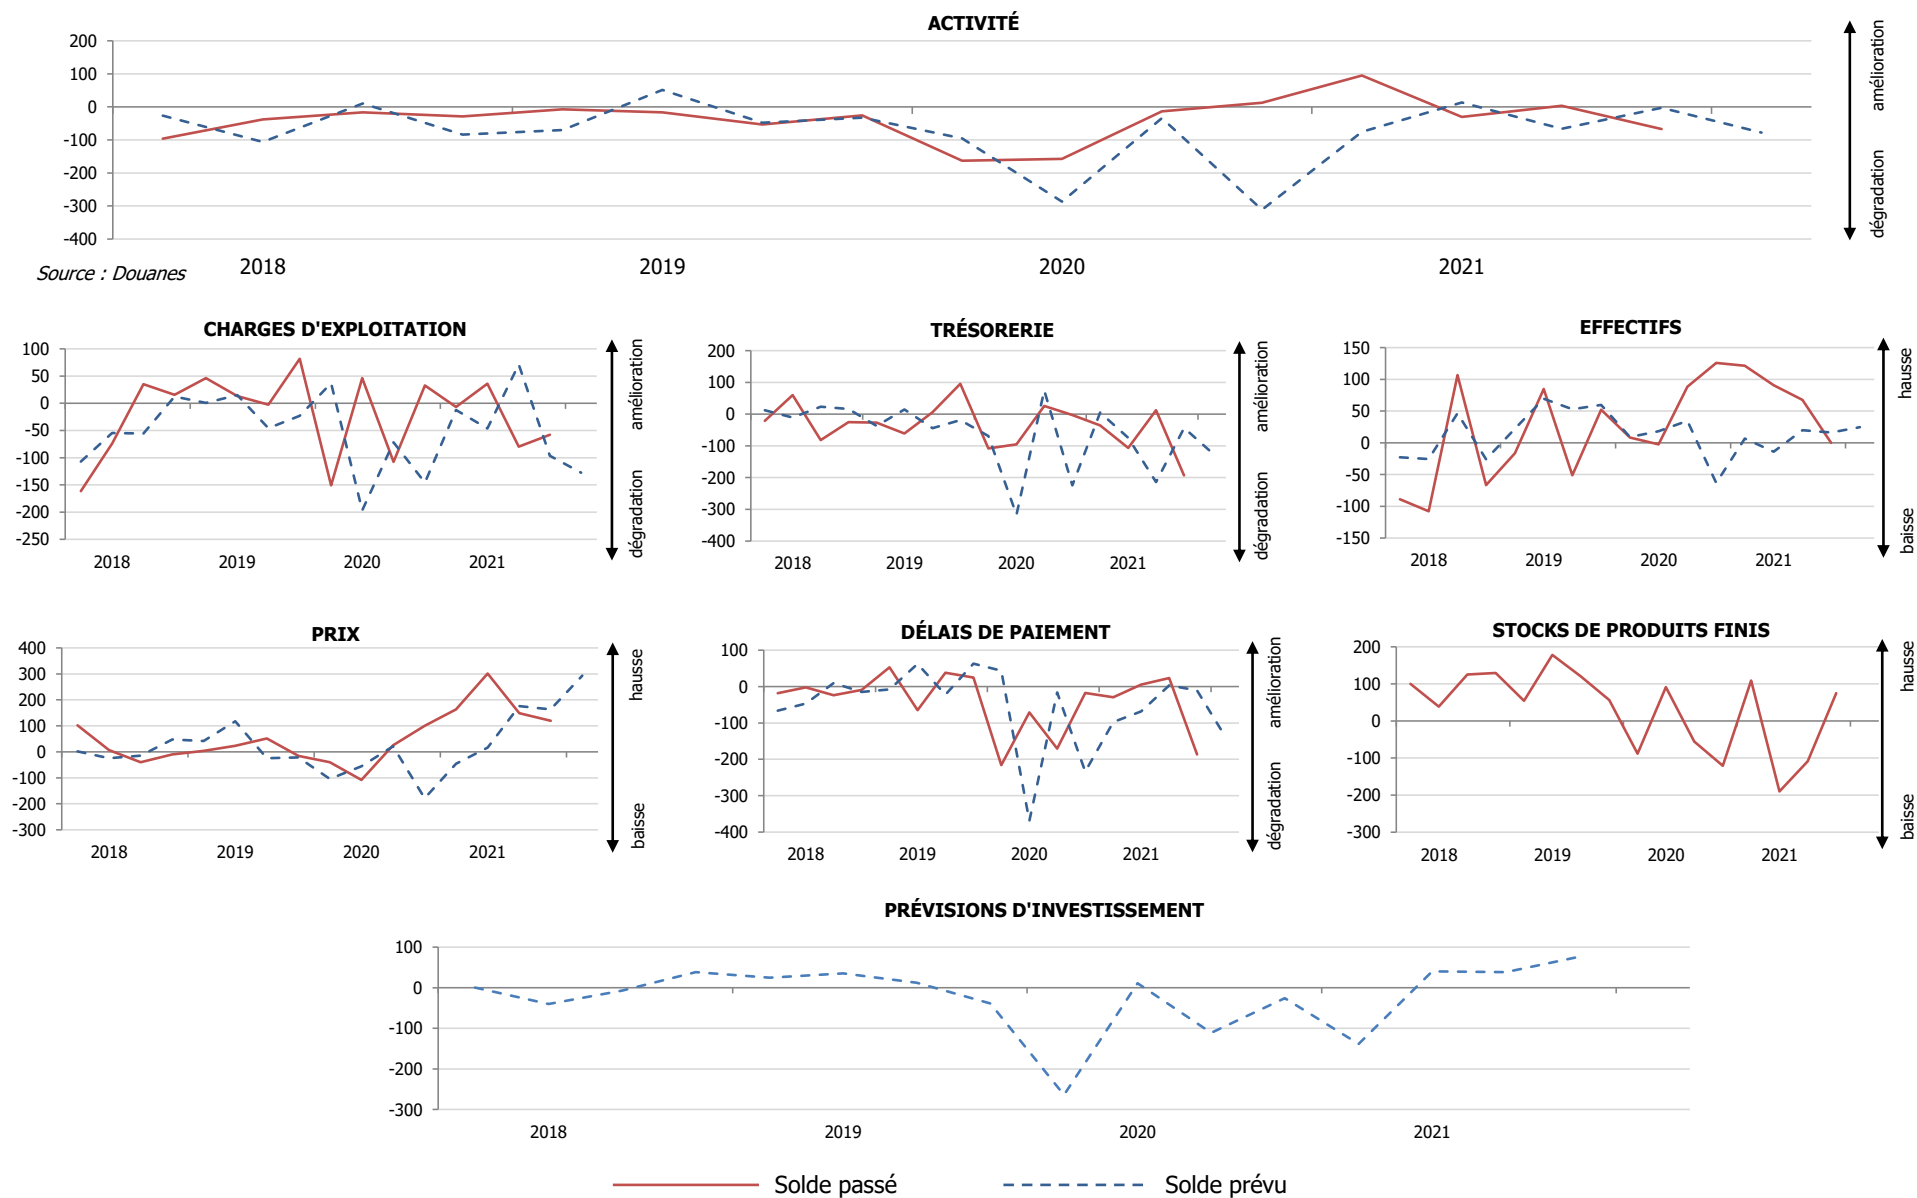 ACTIVITÉ
200
100
0
-100
-200
-300
-400
2018 2019 2020 2021
amélioration
dégradation
Source : Douanes
CHARGES D'EXPLOITATION
100
50
0
-50
-100
-150
-200
-250
2018 2019 2020 2021
amélioration
dégradation
TRÉSORERIE
200
100
0
-100
-200
-300
-400
2018 2019 2020 2021
amélioration
dégradation
EFFECTIFS
150
100
50
0
-50
-100
-150
2018 2019 2020 2021
hausse
baisse
PRIX
400
300
200
100
0
-100
-200
-300
2018 2019 2020 2021
hausse
baisse
DÉLAIS DE PAIEMENT
100
0
-100
-200
-300
-400
2018 2019 2020 2021
amélioration
dégradation
STOCKS DE PRODUITS FINIS
200
100
0
-100
-200
-300
2018 2019 2020 2021
hausse
baisse
PRÉVISIONS D'INVESTISSEMENT
100
0
-100
-200
-300
2018 2019 2020 2021
Solde passé Solde prévu